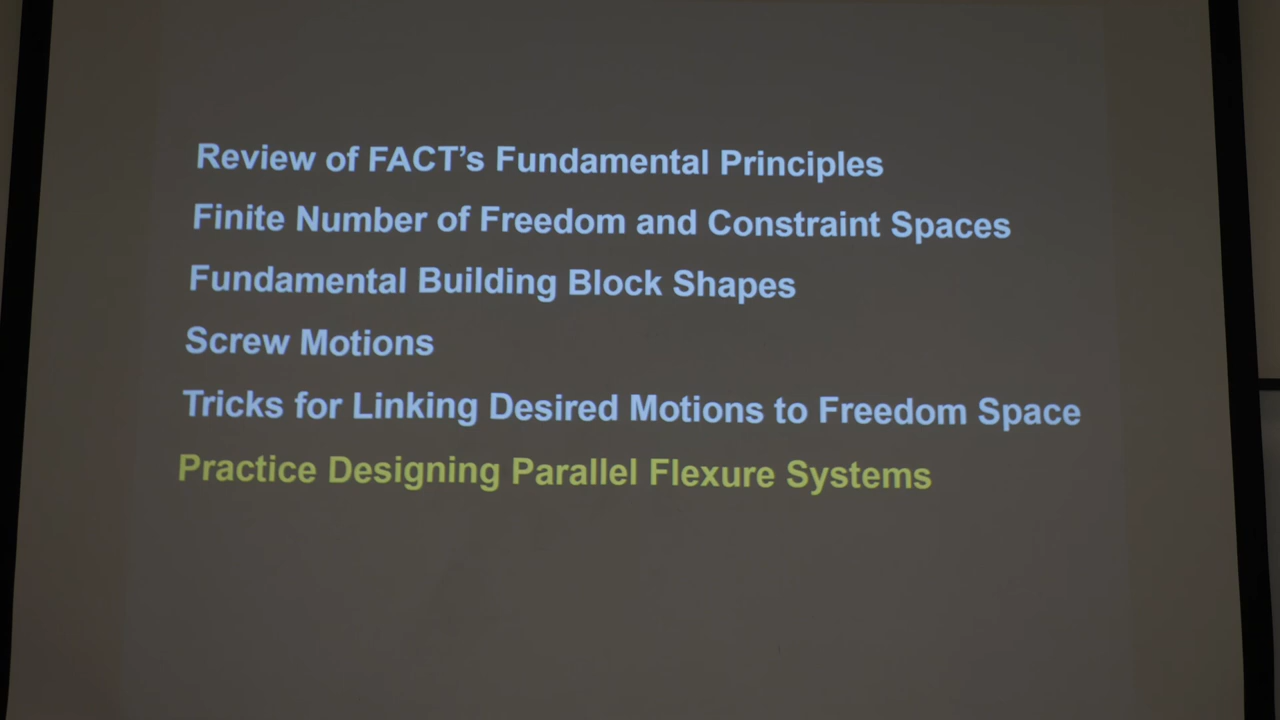 Review of FACT's Fundamental Principles
Finite Number of Freedom and Constraint Spaces
Fundamental Building Block Shapes
Screw Motions
Tricks for Linking Desired Motions to Freedom Space
Practice Designing Parallel Flexure Systems